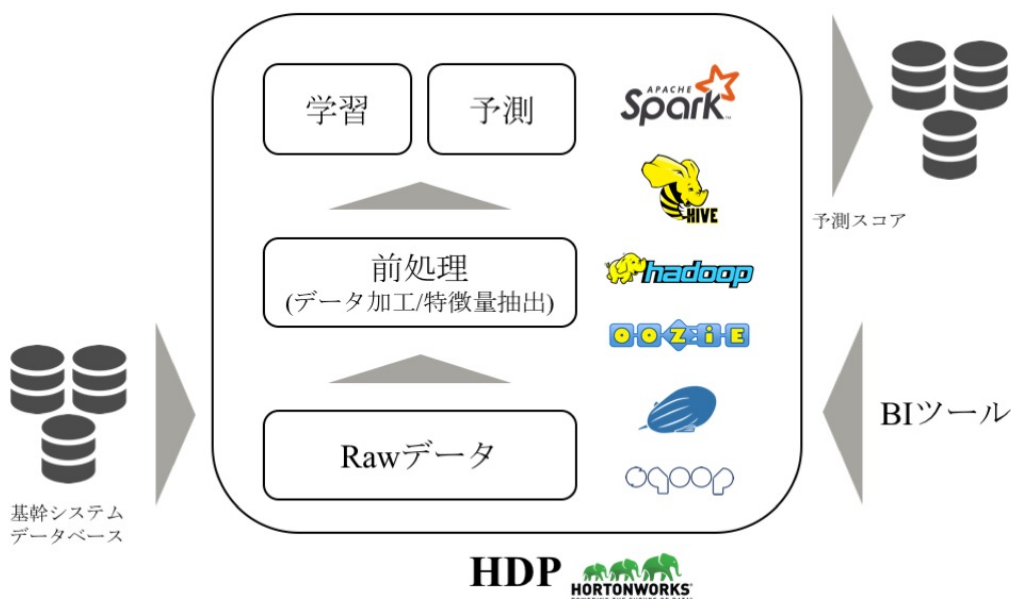 学習
予測
APACHE
Spark
TM
HIVE
hadoop
OOZiE
sqoop
前処理
(データ加工/特徴量抽出)
Rawデータ
基幹システム
データベース
予測スコア
BIツール
HDP
HORTONWORKS